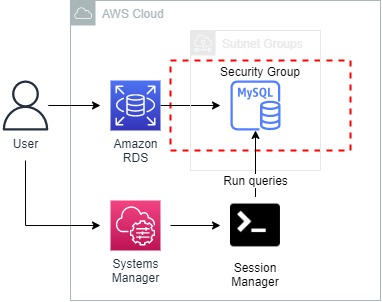 AWS Cloud
Subnet Groups
Security Group
MySQL
User
Amazon
RDS
Run queries
Systems
Manager
Session
Manager